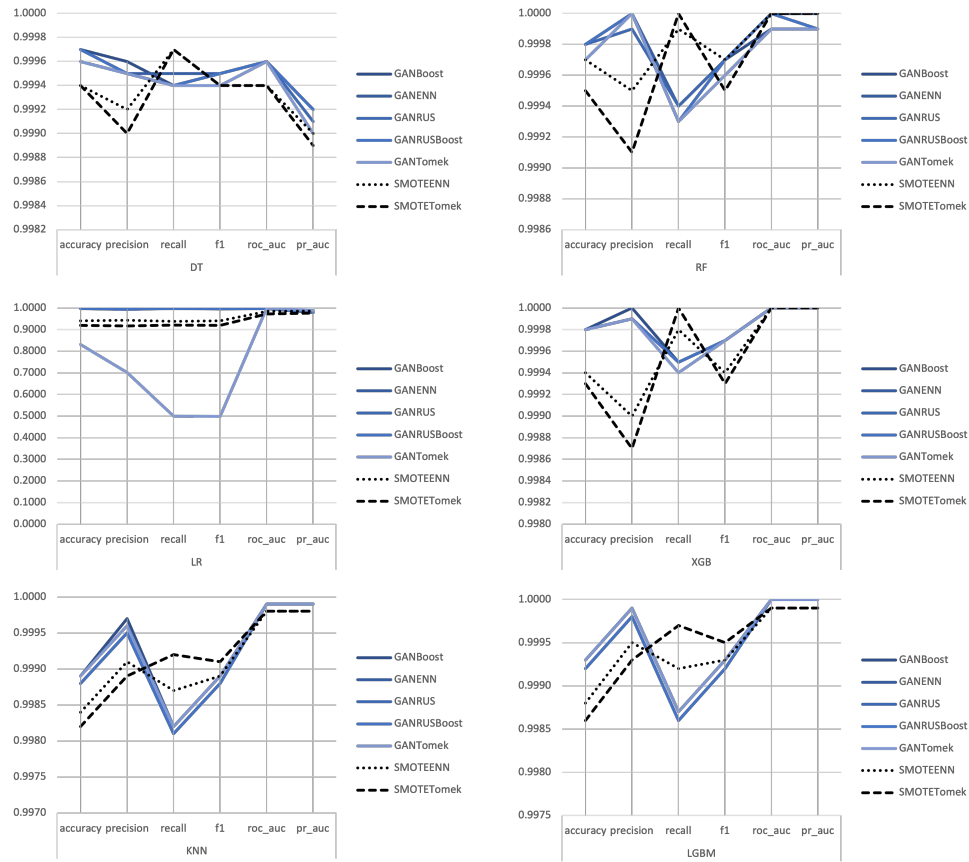 1.0000
0.9998
0.9996
0.9994
0.9992
0.9990
0.9988
0.9986
0.9984
0.9982
accuracy precision recall f1 roc_auc pr_auc
DT
GANBoost
GANENN
GANRUS
GANRUSBoost
GANTomek
SMOTEENN
SMOTETomek
1.0000
0.9998
0.9996
0.9994
0.9992
0.9990
0.9988
0.9986
accuracy precision recall f1 roc_auc pr_auc
RF
GANBoost
GANENN
GANRUS
GANRUSBoost
GANTomek
SMOTEENN
SMOTETomek
1.0000
0.9000
0.8000
0.7000
0.6000
0.5000
0.4000
0.3000
0.2000
0.1000
0.0000
accuracy precision recall f1 roc_auc pr_auc
LR
GANBoost
GANENN
GANRUS
GANRUSBoost
GANTomek
SMOTEENN
SMOTETomek
1.0000
0.9998
0.9996
0.9994
0.9992
0.9990
0.9988
0.9986
0.9984
0.9982
0.9980
accuracy precision recall f1 roc_auc pr_auc
XGB
GANBoost
GANENN
GANRUS
GANRUSBoost
GANTomek
SMOTEENN
SMOTETomek
1.0000
0.9995
0.9990
0.9985
0.9980
0.9975
0.9970
accuracy precision recall f1 roc_auc pr_auc
KNN
GANBoost
GANENN
GANRUS
GANRUSBoost
GANTomek
SMOTEENN
SMOTETomek
1.0000
0.9995
0.9990
0.9985
0.9980
0.9975
accuracy precision recall f1 roc_auc pr_auc
LGBM
GANBoost
GANENN
GANRUS
GANRUSBoost
GANTomek
SMOTEENN
SMOTETomek